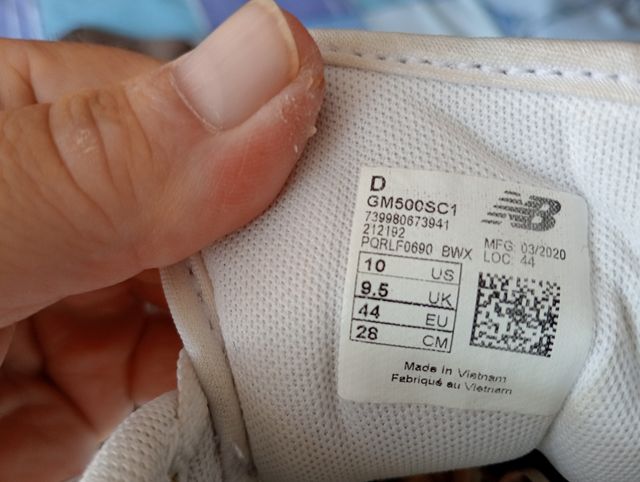 D
GM500SC1
739980673941
212192
PQRLF0690 BWX
MFG: 03/2020
LOC: 44
10 US
9.5 UK
44 EU
28 CM
Made in Vietnam
Fabriqué au Vietnam